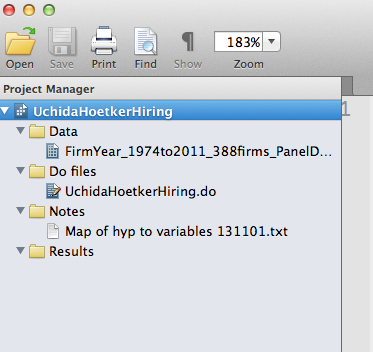 183%
Open Save Print Find Show Zoom
Project Manager
1
UchidaHoetkerHiring
Data
FirmYear_1974to2011_388firms_PanelD...
Do files
UchidaHoetkerHiring.do
Notes
Map of hyp to variables 131101.txt
Results